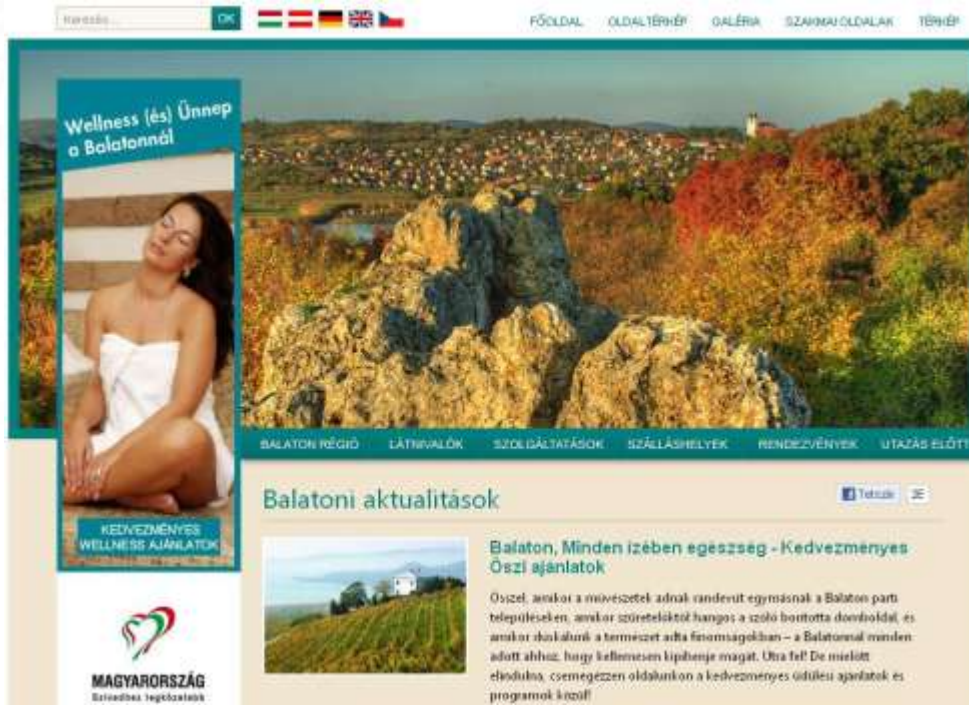 Keresés...
OK
FŐOLDAL OLDALTÉRKÉP GALÉRIA SZAKMAI OLDALAK TÉRKÉP
Wellness (és) Ünnep
a Balatonnál
BALATON RÉGIÓ LÁTNIVALÓK SZOLGÁLTATÁSOK SZÁLLÁSHELYEK RENDEZVÉNYEK UTAZÁS ELŐTT
KEDVEZMÉNYES
WELLNESS AJÁNLATOK
Balatoni aktualitások
Tetszik
Balaton, Minden ízében egészség - Kedvezményes
Őszi ajánlatok
Ősszel, amikor a művészetek adnak randevút egymásnak a Balaton parti
településeken, amikor szüretelőktől hangos a szőlő borította domboldal, és
amikor dúskálunk a természet adta finomságokban – a Balatonnál minden
adott ahhoz, hogy kellemesen kipihenje magát. Útra fel! De mielőtt
elindulna, csemegézzen oldalunkon a kedvezményes üdülési ajánlatok és
programok közül!
MAGYARORSZÁG
Szívedhez legközelebb